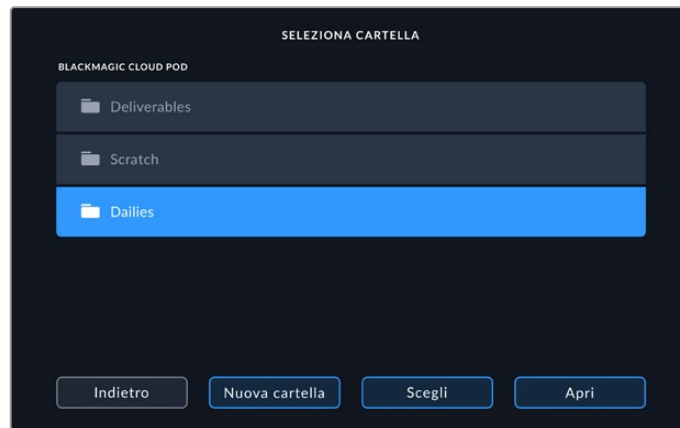 SELEZIONA CARTELLA
BLACKMAGIC CLOUD POD
Deliverables
Scratch
Dailies
Indietro Nuova cartella Scegli Apri